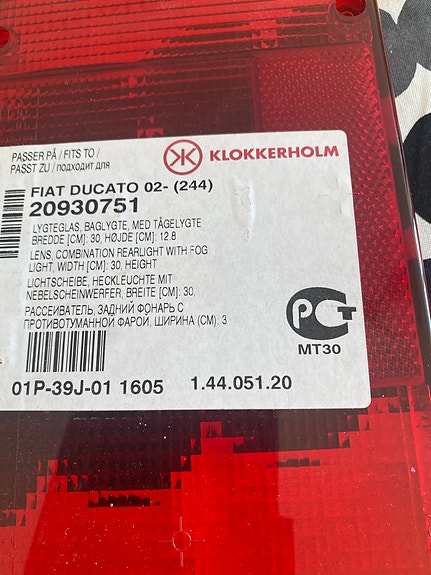 PASSER PÅ / FITS TO /
PASST ZU / ПОДХОДИТ ДЛЯ
KLOKKERHOLM
FIAT DUCATO 02- (244)
20930751
LYGTEGLAS, BAGLYGTE, MED TÅGELYGTE
BREDDE [CM]: 30, HØJDE [CM]: 12.8
LENS, COMBINATION REARLIGHT WITH FOG
LIGHT, WIDTH [CM]: 30, HEIGHT
LICHTSCHEIBE, HECKLEUCHTE MIT
NEBELSCHEINWERFER, BREITE [CM]: 30,
РАССЕИВАТЕЛЬ, ЗАДНИЙ ФОНАРЬ С
ПРОТИВОТУМАННОЙ ФАРОЙ, ШИРИНА (СМ): 3
РСТ
МТ30
01P-39J-01 1605
1.44.051.20